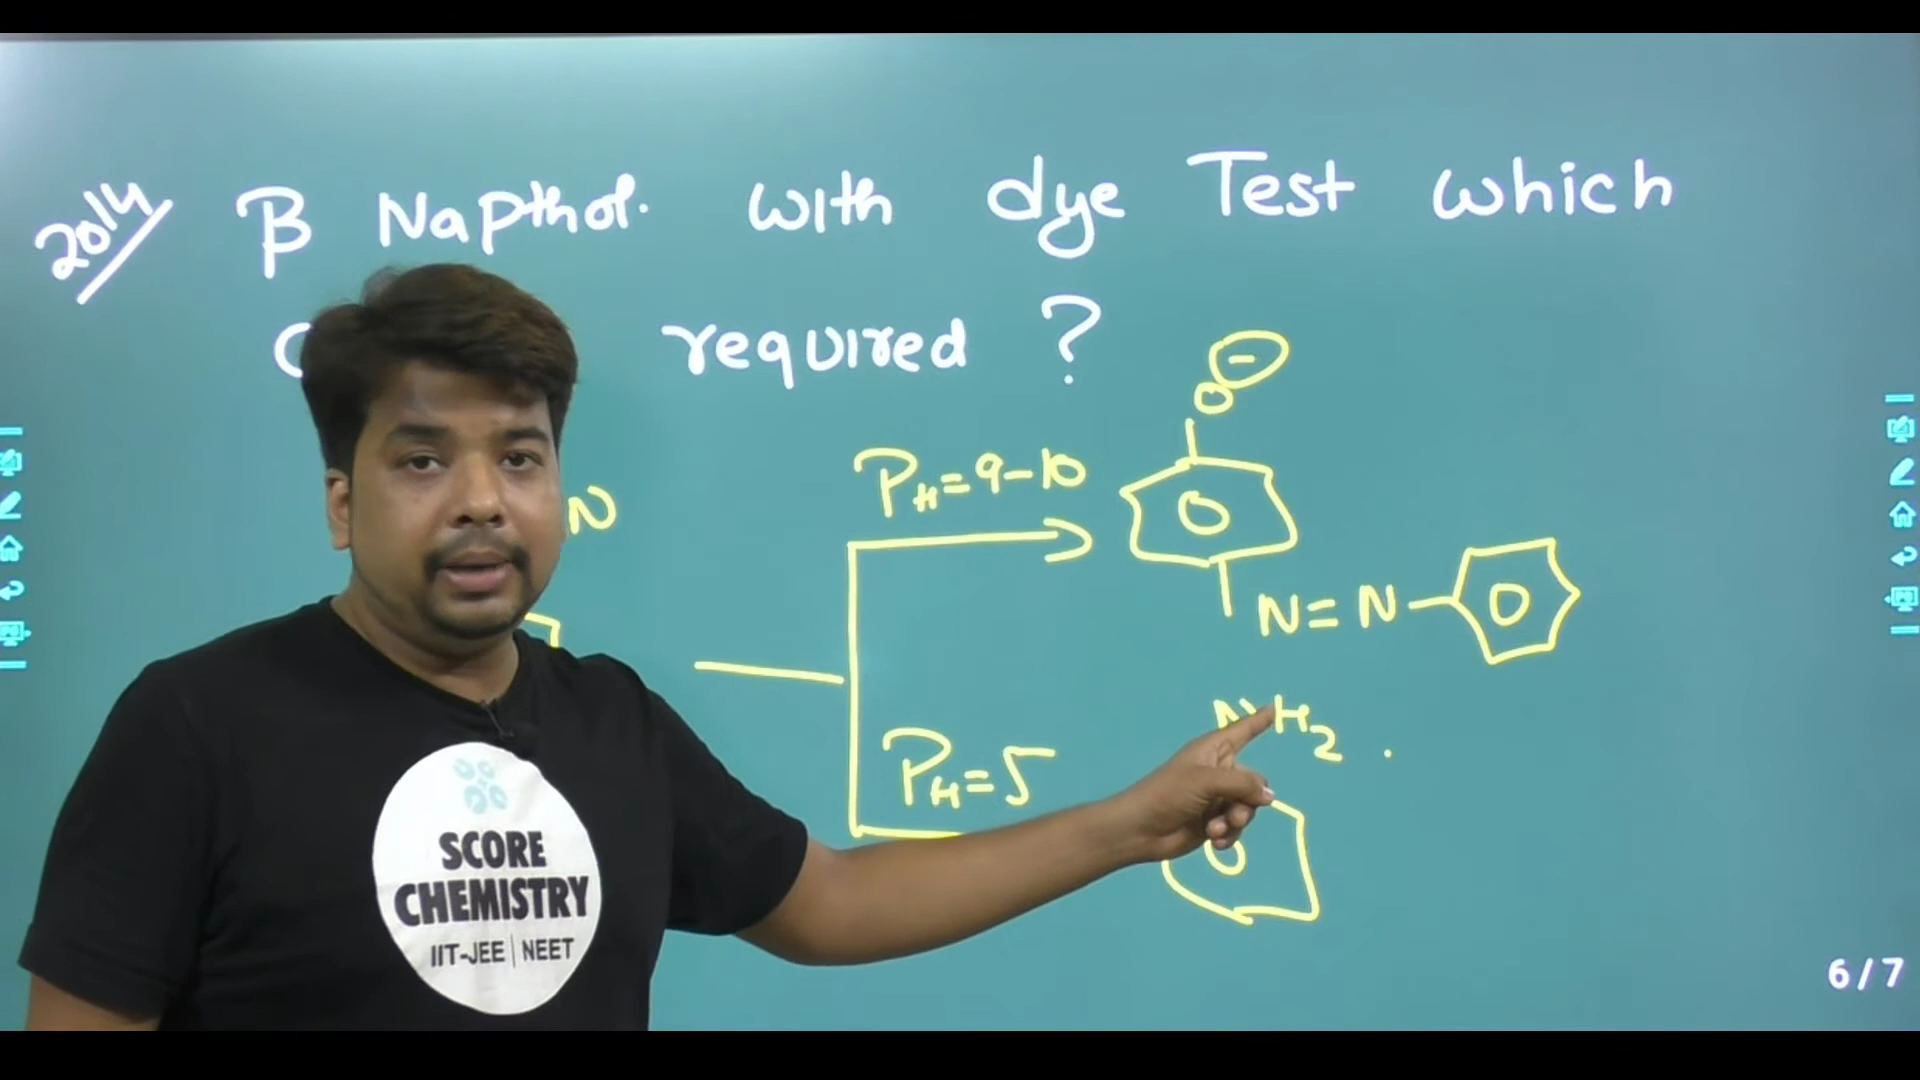 2014
β Napthol. with dye Test which
required ?
O⊖
PH=9-10
N
N=N
NH2 .
PH=5
SCORE
CHEMISTRY
IIT-JEE | NEET
6/7